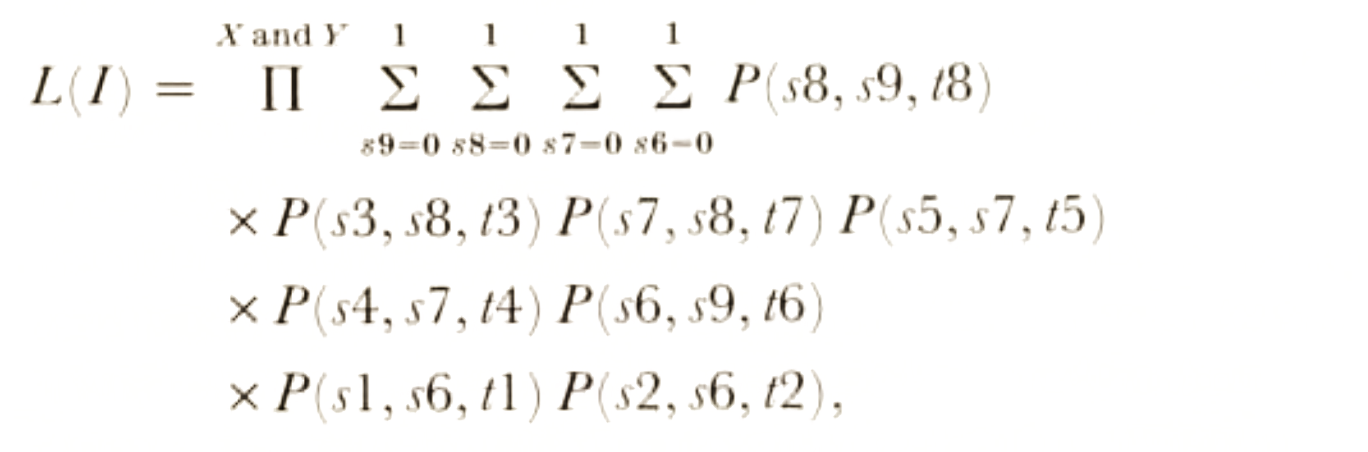 X and Y 1 1 1 1
L(I) = Π Σ Σ Σ Σ P(s8, s9, t8)
s9=0 s8=0 s7=0 s6=0
× P(s3, s8, t3) P(s7, s8, t7) P(s5, s7, t5)
× P(s4, s7, t4) P(s6, s9, t6)
× P(s1, s6, t1) P(s2, s6, t2),